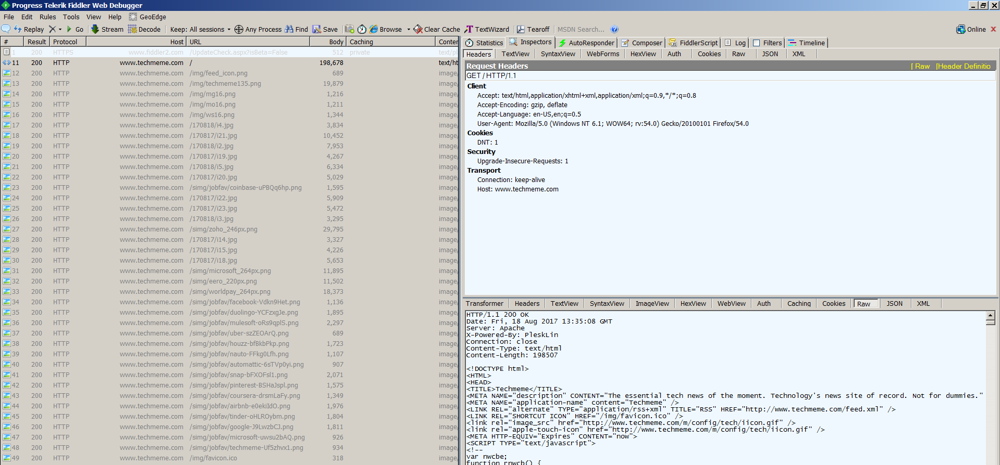 Progress Telerik Fiddler Web Debugger
File Edit Rules Tools View Help GeoEdge
Replay Go Stream Decode Keep: All sessions Any Process Find Save Browse Clear Cache TextWizard Tearoff MSDN Search... Online
# Result Protocol Host URL Body Caching Conten
1 200 HTTPS www.fiddler2.com /UpdateCheck.aspx?isBeta=False 512 private text/pl
11 200 HTTP www.techmeme.com / 198,678 text/ht
12 200 HTTP www.techmeme.com /img/feed_icon.png 689 image/
13 200 HTTP www.techmeme.com /img/techmeme135.png 19,879 image/
14 200 HTTP www.techmeme.com /img/mg16.png 1,216 image/
15 200 HTTP www.techmeme.com /img/mo16.png 1,211 image/
16 200 HTTP www.techmeme.com /img/ws16.png 1,344 image/
17 200 HTTP www.techmeme.com /170818/i4.jpg 3,834 image/
18 200 HTTP www.techmeme.com /170817/i21.jpg 10,452 image/
19 200 HTTP www.techmeme.com /170818/i2.jpg 7,953 image/
20 200 HTTP www.techmeme.com /170817/i19.jpg 4,267 image/
21 200 HTTP www.techmeme.com /170818/i5.jpg 6,334 image/
22 200 HTTP www.techmeme.com /170817/i20.jpg 5,029 image/
23 200 HTTP www.techmeme.com /simg/jobfav/coinbase-uPBQq6hp.png 1,595 image/
24 200 HTTP www.techmeme.com /170817/i22.jpg 5,909 image/
25 200 HTTP www.techmeme.com /170817/i23.jpg 5,472 image/
26 200 HTTP www.techmeme.com /170818/i3.jpg 3,295 image/
27 200 HTTP www.techmeme.com /simg/zoho_246px.png 29,795 image/
28 200 HTTP www.techmeme.com /170817/i14.jpg 3,327 image/
29 200 HTTP www.techmeme.com /170817/i15.jpg 4,226 image/
30 200 HTTP www.techmeme.com /170817/i18.jpg 5,653 image/
31 200 HTTP www.techmeme.com /simg/microsoft_264px.png 11,895 image/
32 200 HTTP www.techmeme.com /simg/eero_220px.png 11,502 image/
33 200 HTTP www.techmeme.com /simg/worldpay_264px.png 18,373 image/
34 200 HTTP www.techmeme.com /simg/jobfav/facebook-Vdkn9Het.png 1,136 image/
35 200 HTTP www.techmeme.com /simg/jobfav/duolingo-YCFzxgJe.png 1,895 image/
36 200 HTTP www.techmeme.com /simg/jobfav/mulesoft-oRs9qplS.png 2,297 image/
37 200 HTTP www.techmeme.com /simg/jobfav/uber-szZEOArQ.png 689 image/
38 200 HTTP www.techmeme.com /simg/jobfav/houzz-bfBkbPkp.png 1,723 image/
39 200 HTTP www.techmeme.com /simg/jobfav/nauto-FFkg0Lfh.png 1,107 image/
40 200 HTTP www.techmeme.com /simg/jobfav/automattic-6sTVp0yi.png 907 image/
41 200 HTTP www.techmeme.com /simg/jobfav/snap-bFXOFsl1.png 2,071 image/
42 200 HTTP www.techmeme.com /simg/jobfav/pinterest-BSHaJspl.png 1,575 image/
43 200 HTTP www.techmeme.com /simg/jobfav/coursera-drsmLaFy.png 1,349 image/
44 200 HTTP www.techmeme.com /simg/jobfav/airbnb-e0ekiIdO.png 1,976 image/
45 200 HTTP www.techmeme.com /simg/jobfav/tinder-oHLROybm.png 1,804 image/
46 200 HTTP www.techmeme.com /simg/jobfav/google-J9LwzbCJ.png 1,811 image/
47 200 HTTP www.techmeme.com /simg/jobfav/microsoft-uwsu2bAQ.png 926 image/
48 200 HTTP www.techmeme.com /simg/jobfav/techmeme-Uf5zhvx1.png 934 image/
49 200 HTTP www.techmeme.com /img/favicon.ico 318 image/
Statistics Inspectors AutoResponder Composer FiddlerScript Log Filters Timeline
Headers TextView SyntaxView WebForms HexView Auth Cookies Raw JSON XML
Request Headers [ Raw [Header Definitio
GET / HTTP/1.1
Client
Accept: text/html,application/xhtml+xml,application/xml;q=0.9,*/*;q=0.8
Accept-Encoding: gzip, deflate
Accept-Language: en-US,en;q=0.5
User-Agent: Mozilla/5.0 (Windows NT 6.1; WOW64; rv:54.0) Gecko/20100101 Firefox/54.0
Cookies
DNT: 1
Security
Upgrade-Insecure-Requests: 1
Transport
Connection: keep-alive
Host: www.techmeme.com
Transformer Headers TextView SyntaxView ImageView HexView WebView Auth Caching Cookies Raw JSON XML
HTTP/1.1 200 OK
Date: Fri, 18 Aug 2017 13:35:08 GMT
Server: Apache
X-Powered-By: PleskLin
Connection: close
Content-Type: text/html
Content-Length: 198507
<!DOCTYPE html>
<HTML>
<HEAD>
<TITLE>Techmeme</TITLE>
<META NAME="description" CONTENT="The essential tech news of the moment. Technology's news site of record. Not for dummies."
<META NAME="application-name" content="Techmeme" />
<LINK REL="alternate" TYPE="application/rss+xml" TITLE="RSS" HREF="http://www.techmeme.com/feed.xml" />
<LINK REL="SHORTCUT ICON" HREF="/img/favicon.ico" />
<link rel="image_src" href="http://www.techmeme.com/m/config/tech/iicon.gif" />
<link rel="apple-touch-icon" href="http://www.techmeme.com/m/config/tech/iicon.gif" />
<META HTTP-EQUIV="Expires" CONTENT="now">
<SCRIPT TYPE="text/javascript">
<!--
var nwcbe;
function rnwcb() {